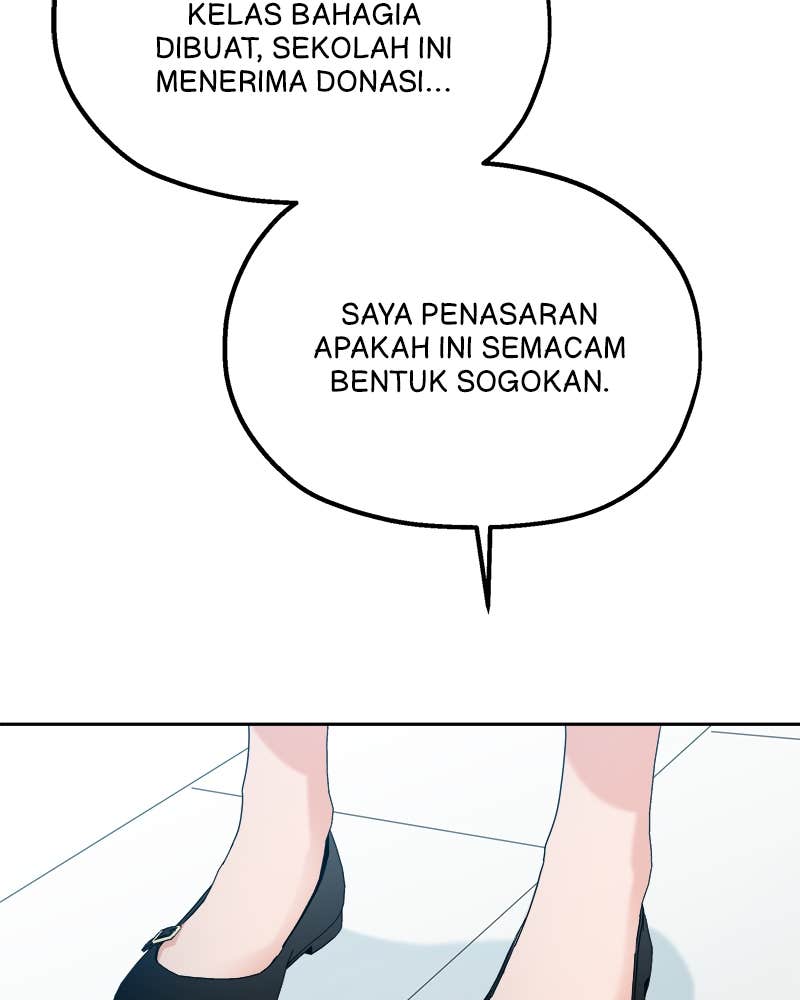 KELAS BAHAGIA
DIBUAT, SEKOLAH INI
MENERIMA DONASI...
SAYA PENASARAN
APAKAH INI SEMACAM
BENTUK SOGOKAN.